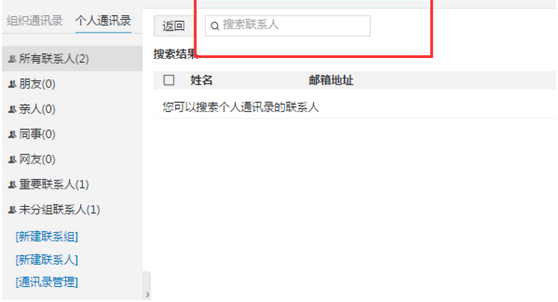 组织通讯录 个人通讯录
返回 搜索联系人
搜索结果
姓名 邮箱地址
您可以搜索个人通讯录的联系人
所有联系人(2)
朋友(0)
亲人(0)
同事(0)
网友(0)
重要联系人(1)
未分组联系人(1)
[新建联系组]
[新建联系人]
[通讯录管理]